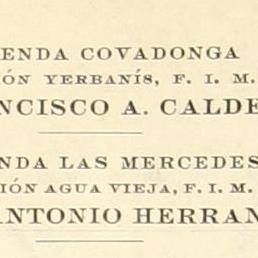 ENDA COVADONGA
ÓN YERBANÍS, F. I. M.
NCISCO A. CALDE
NDA LAS MERCEDES
IÓN AGUA VIEJA, F. I. M.
ANTONIO HERRAN